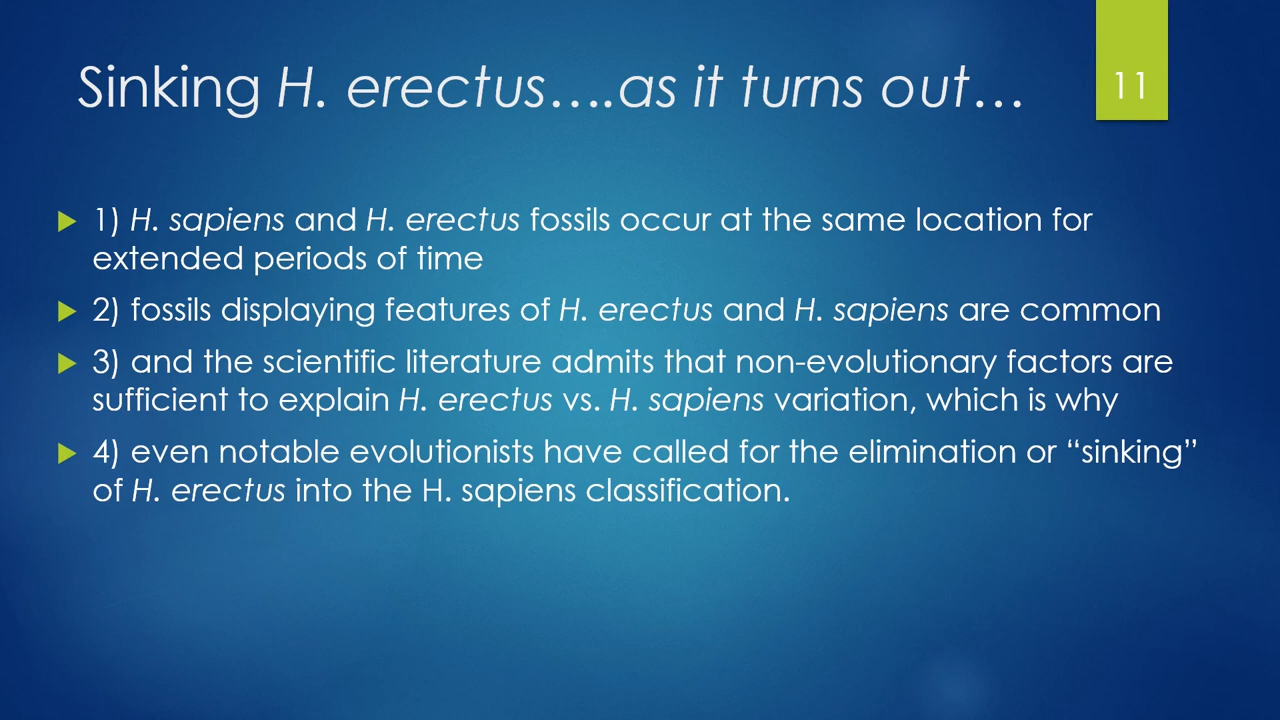 Sinking H. erectus….as it turns out…
11
1) H. sapiens and H. erectus fossils occur at the same location for
extended periods of time
2) fossils displaying features of H. erectus and H. sapiens are common
3) and the scientific literature admits that non-evolutionary factors are
sufficient to explain H. erectus vs. H. sapiens variation, which is why
4) even notable evolutionists have called for the elimination or “sinking”
of H. erectus into the H. sapiens classification.